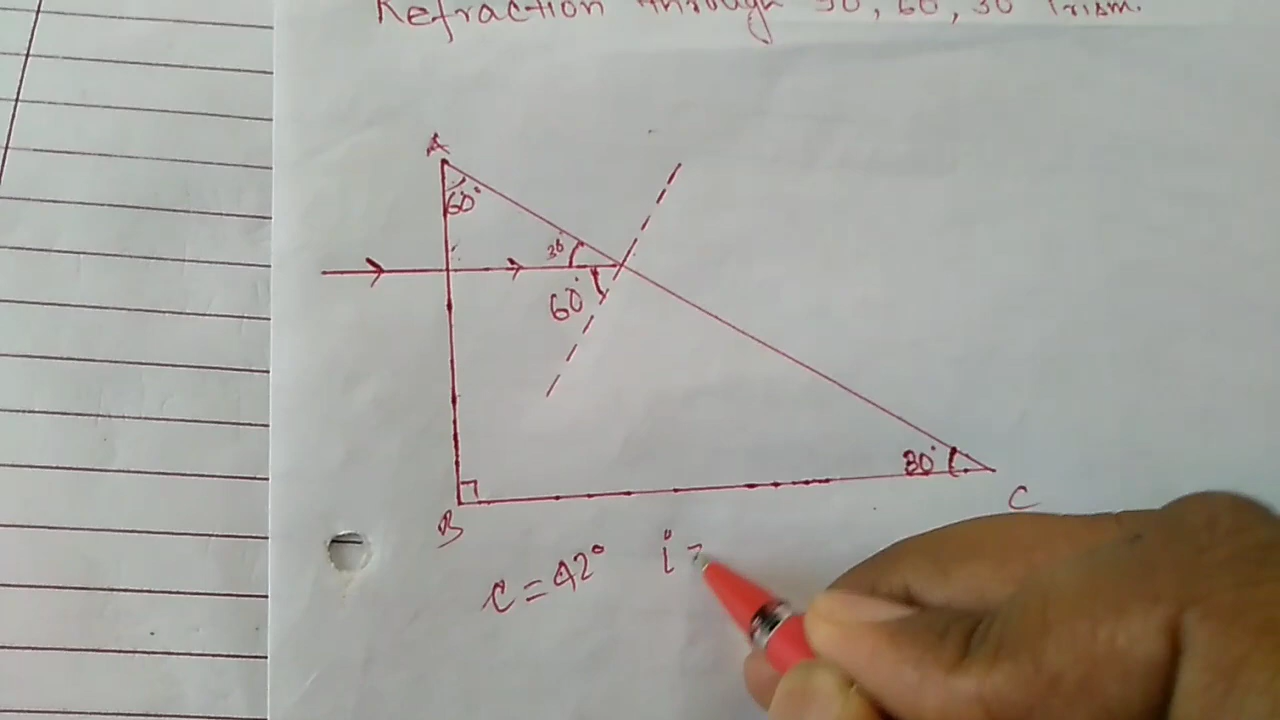 Refraction through 90, 60, 30 Prism.
A
60°
30
60°
30°
B
C
c = 42° i =